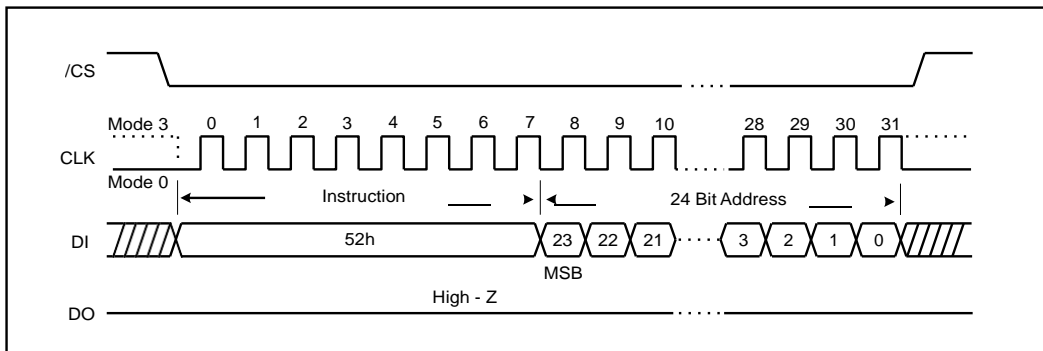 /CS
Mode 3 0 1 2 3 4 5 6 7 8 9 10 28 29 30 31
CLK
Mode 0
Instruction 24 Bit Address
DI 52h 23 22 21 3 2 1 0
MSB
High - Z
DO